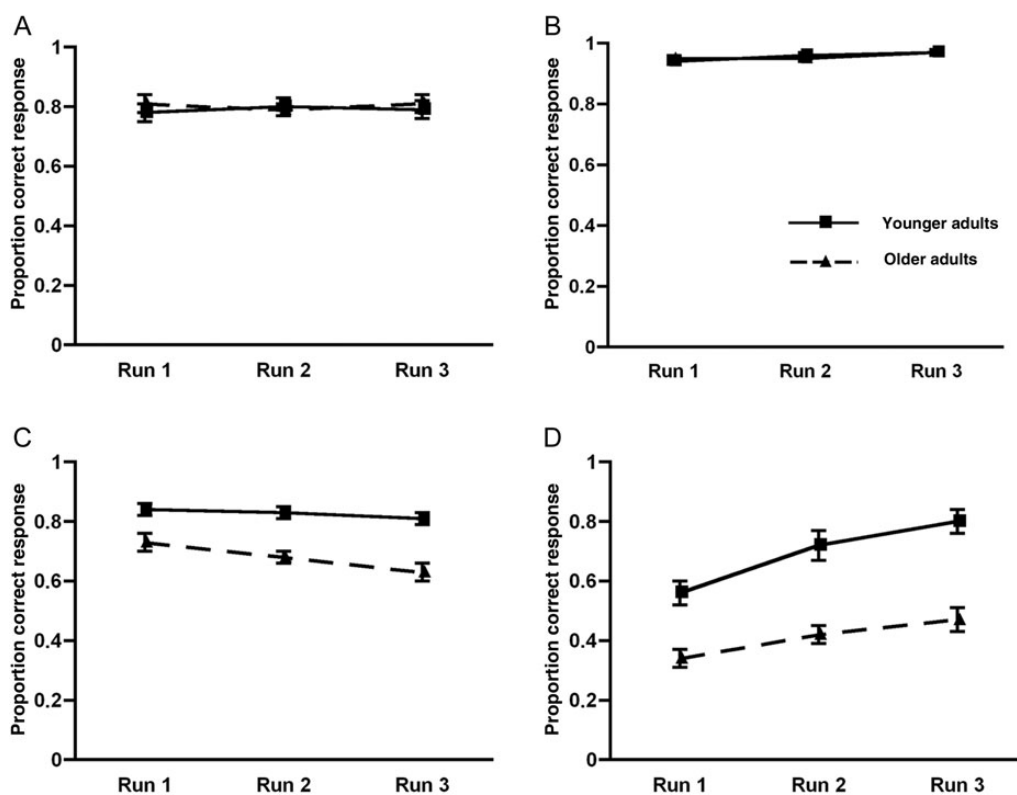 A
Proportion correct response
1
0.8
0.6
0.4
0.2
0
Run 1 Run 2 Run 3
B
Proportion correct response
1
0.8
0.6
0.4
0.2
0
Younger adults
Older adults
Run 1 Run 2 Run 3
C
Proportion correct response
1
0.8
0.6
0.4
0.2
0
Run 1 Run 2 Run 3
D
Proportion correct response
1
0.8
0.6
0.4
0.2
0
Run 1 Run 2 Run 3